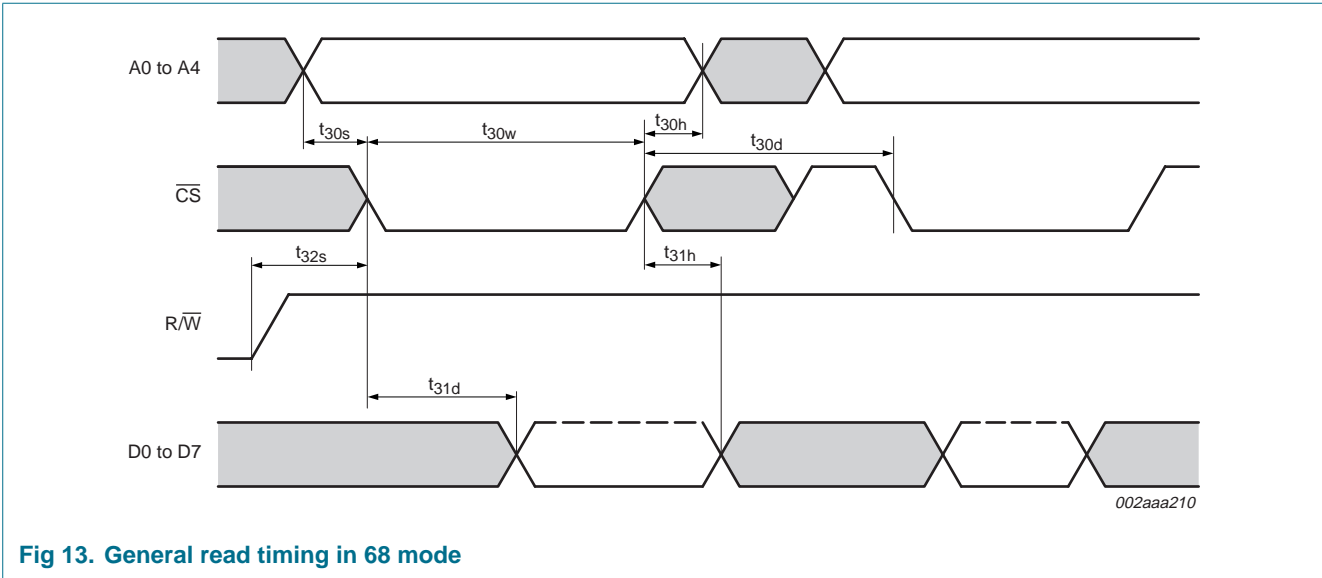 A0 to A4
t30s
t30w
t30h
t30d
CS
t32s
t31h
R/W
t31d
D0 to D7
002aaa210
Fig 13. General read timing in 68 mode